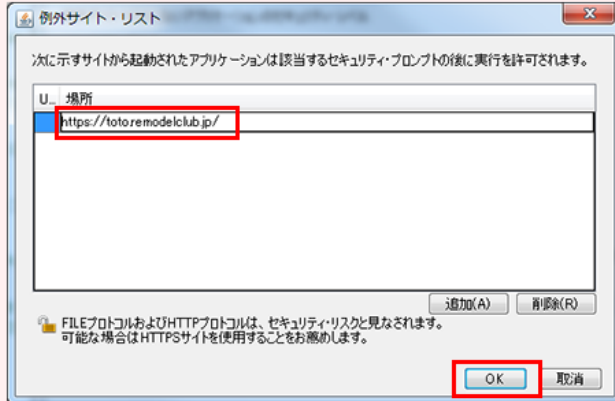 例外サイト・リスト
次に示すサイトから起動されたアプリケーションは該当するセキュリティ・プロンプトの後に実行を許可されます。
U... 場所
https://toto.remodelclub.jp/
追加(A) 削除(R)
FILEプロトコルおよびHTTPプロトコルは、セキュリティ・リスクと見なされます。
可能な場合はHTTPSサイトを使用することをお薦めします。
OK 取消